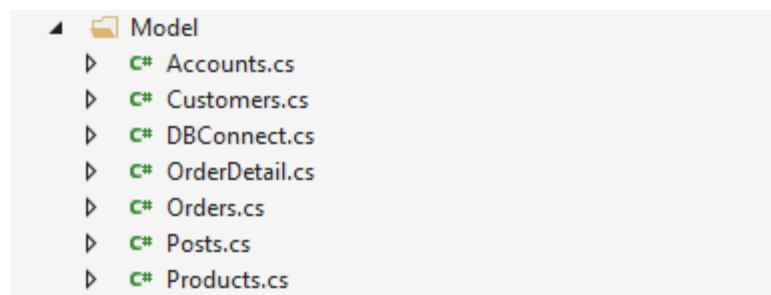 Model
C# Accounts.cs
C# Customers.cs
C# DBConnect.cs
C# OrderDetail.cs
C# Orders.cs
C# Posts.cs
C# Products.cs